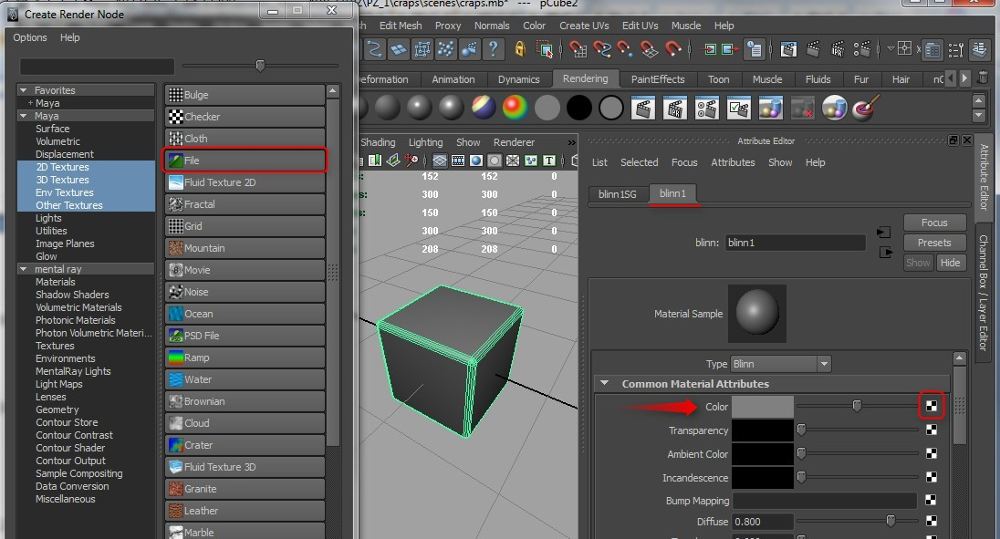 Create Render Node
Options Help
Favorites
+ Maya
Maya
Surface
Volumetric
Displacement
2D Textures
3D Textures
Env Textures
Other Textures
Lights
Utilities
Image Planes
Glow
mental ray
Materials
Shadow Shaders
Volumetric Materials
Photonic Materials
Photon Volumetric Materi...
Textures
Environments
MentalRay Lights
Light Maps
Lenses
Geometry
Contour Store
Contour Contrast
Contour Shader
Contour Output
Sample Compositing
Data Conversion
Miscellaneous
Bulge
Checker
Cloth
File
Fluid Texture 2D
Fractal
Grid
Mountain
Movie
Noise
Ocean
PSD File
Ramp
Water
Brownian
Cloud
Crater
Fluid Texture 3D
Granite
Leather
Marble
PZ_1\craps\scenes\craps.mb* --- pCube2
Edit Mesh Proxy Normals Color Create UVs Edit UVs Muscle Help
eformation Animation Dynamics Rendering PaintEffects Toon Muscle Fluids Fur Hair nC
Shading Lighting Show Renderer »
152 152 0
300 300 0
150 150 0
300 300 0
208 208 0
Attribute Editor
List Selected Focus Attributes Show Help
blinn1SG blinn1
Focus
blinn: blinn1
Presets
Show Hide
Material Sample
Type Blinn
Common Material Attributes
Color
Transparency
Ambient Color
Incandescence
Bump Mapping
Diffuse 0.800
Attribute Editor
Channel Box / Layer Editor